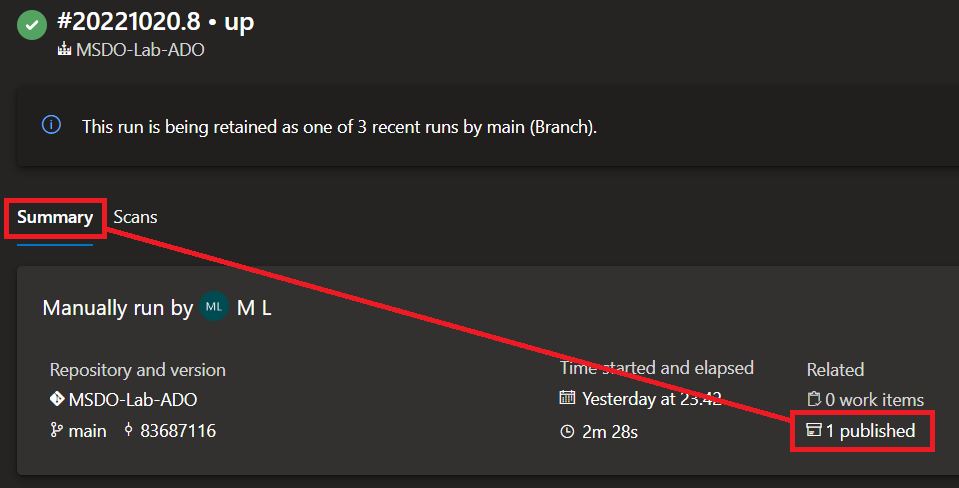 #20221020.8 • up
MSDO-Lab-ADO
This run is being retained as one of 3 recent runs by main (Branch).
Summary Scans
Manually run by ML M L
Repository and version
MSDO-Lab-ADO
main 83687116
Time started and elapsed
Yesterday at 23:42
2m 28s
Related
0 work items
1 published